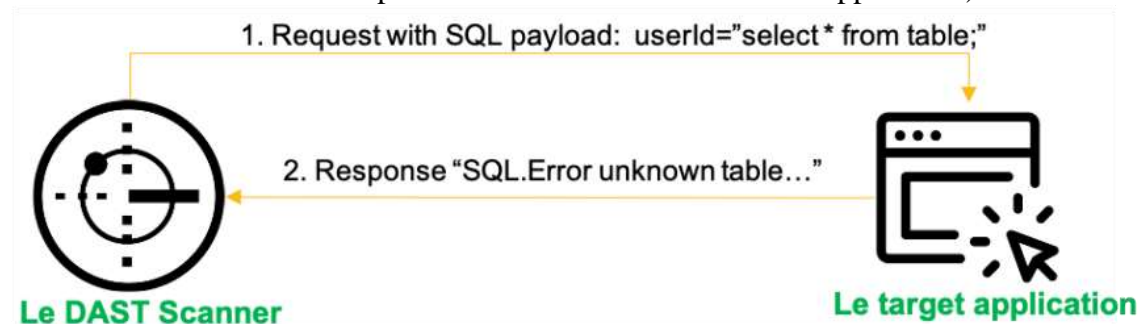 1. Request with SQL payload: userId=”select * from table;”
2. Response “SQL.Error unknown table…”
Le DAST Scanner
Le target application